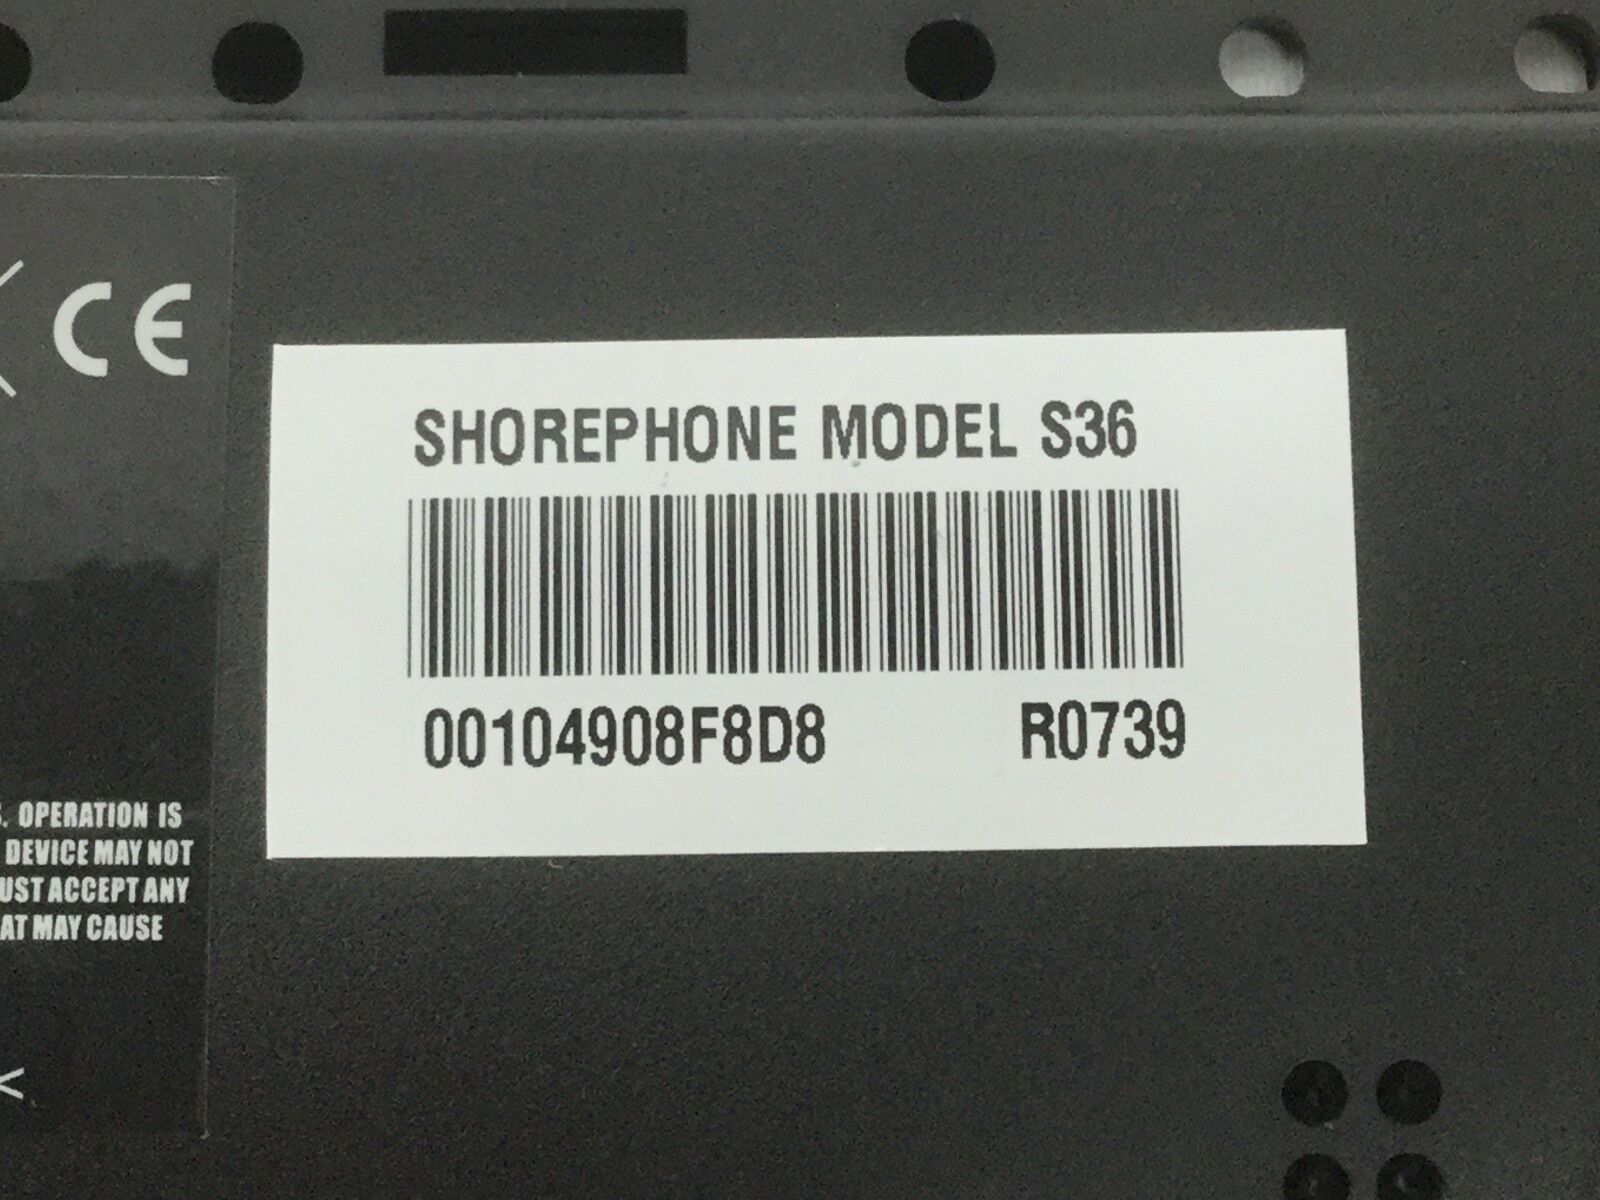 CE
SHOREPHONE MODEL S36
00104908F8D8 R0739
. OPERATION IS
DEVICE MAY NOT
UST ACCEPT ANY
AT MAY CAUSE
<